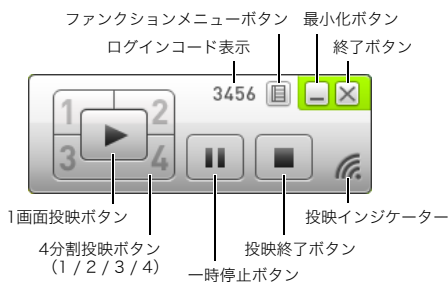 ファンクションメニューボタン
最小化ボタン
ログインコード表示
終了ボタン
3456
1
2
3
4
1画面投映ボタン
投映インジケーター
4分割投映ボタン
投映終了ボタン
（1 / 2 / 3 / 4）
一時停止ボタン